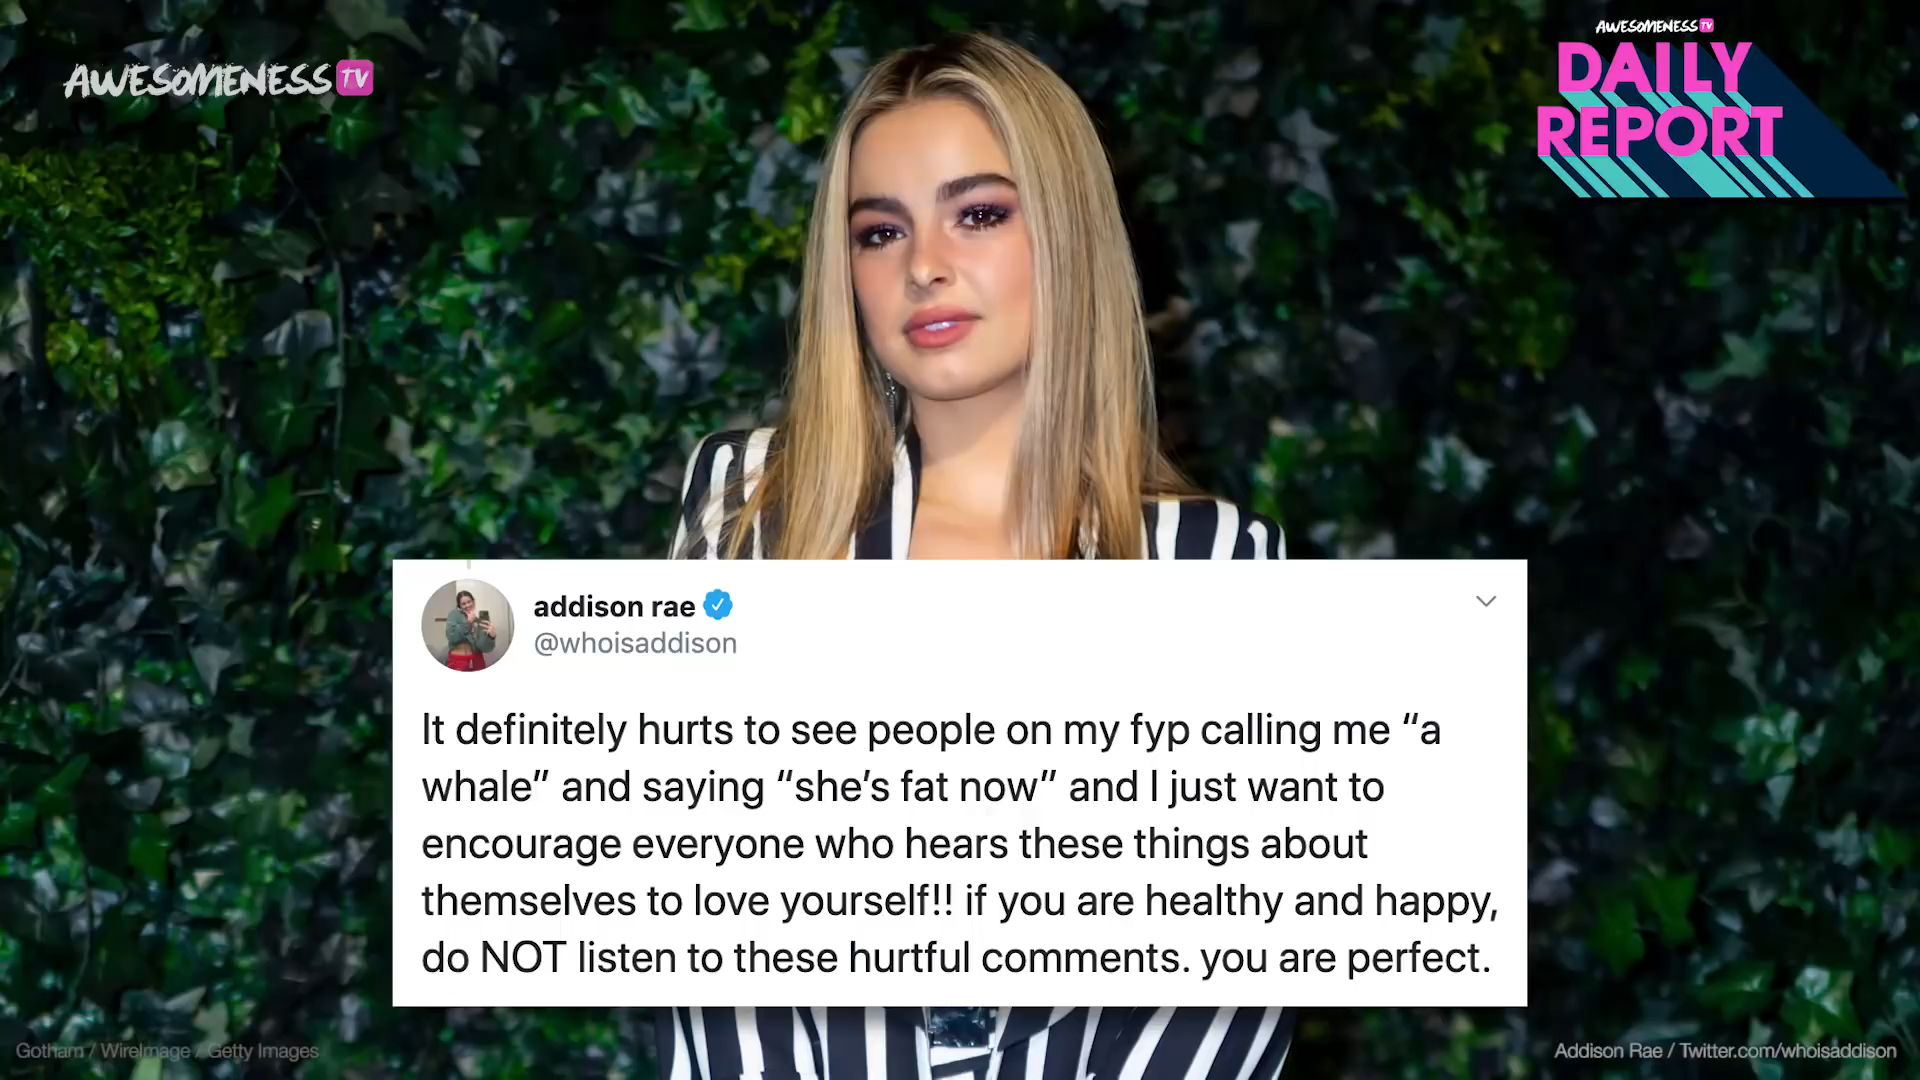 AWESOMENESS TV
AWESOMENESS TV
DAILY
REPORT
addison rae
@whoisaddison
It definitely hurts to see people on my fyp calling me “a
whale” and saying “she’s fat now” and I just want to
encourage everyone who hears these things about
themselves to love yourself!! if you are healthy and happy,
do NOT listen to these hurtful comments. you are perfect.
Gotham / WireImage / Getty Images
Addison Rae / Twitter.com/whoisaddison